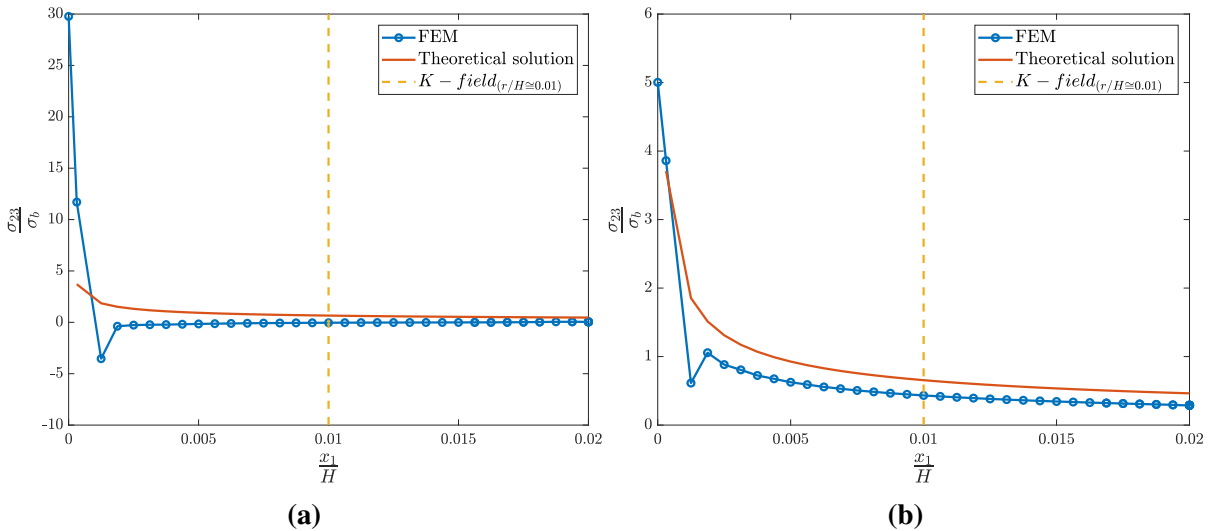 30
25
20
15
10
5
0
-5
-10
σ23/σb
0
0.005
0.01
0.015
0.02
x1/H
FEM
Theoretical solution
K − field(r/H≅0.01)
(a)
6
5
4
3
2
1
0
σ23/σb
0
0.005
0.01
0.015
0.02
x1/H
FEM
Theoretical solution
K − field(r/H≅0.01)
(b)